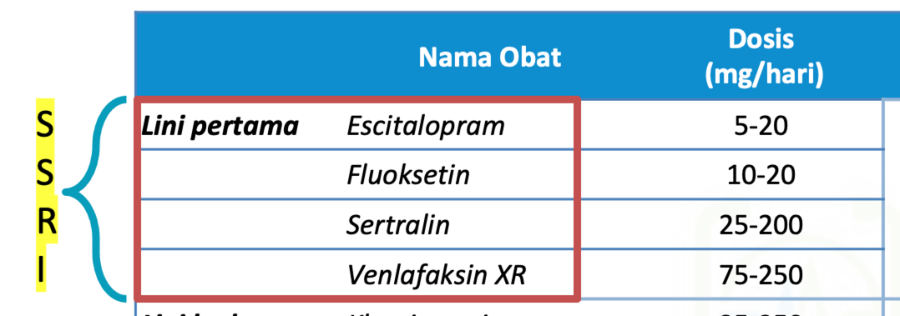 Nama Obat Dosis (mg/hari)
S
S
R
I
Lini pertama Escitalopram 5-20
Fluoksetin 10-20
Sertralin 25-200
Venlafaksin XR 75-250